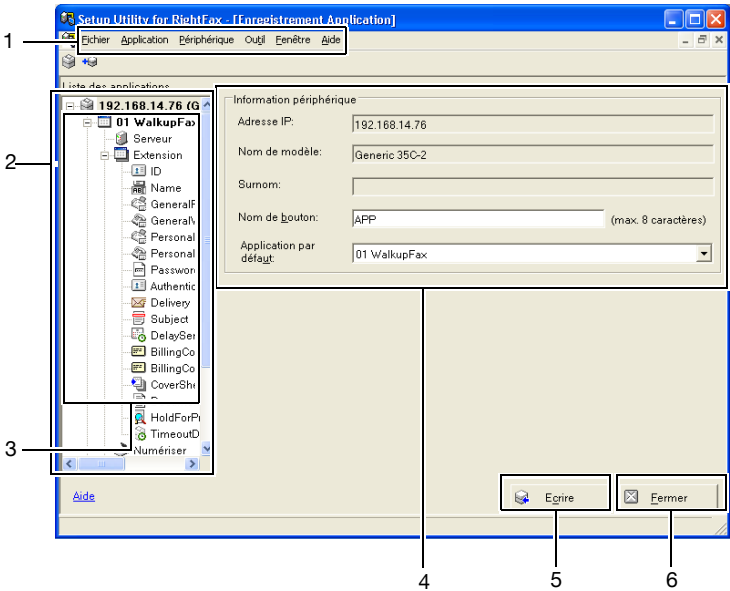 Setup Utility for RightFax - [Enregistrement Application]
1
Fichier Application Périphérique Outil Fenêtre Aide
Liste des applications
192.168.14.76 (G
01 WalkupFax
2
Serveur
Extension
ID
Name
GeneralF
GeneralV
Personal
Personal
Password
Authentic
Delivery
Subject
DelaySen
BillingCo
BillingCo
CoverShe
HoldForPr
TimeoutD
3
Numériser
Information périphérique
Adresse IP:
192.168.14.76
Nom de modèle:
Generic 35C-2
Surnom:
Nom de bouton:
APP
(max. 8 caractères)
Application par
défaut:
01 WalkupFax
Aide
Ecrire
Fermer
4
5
6